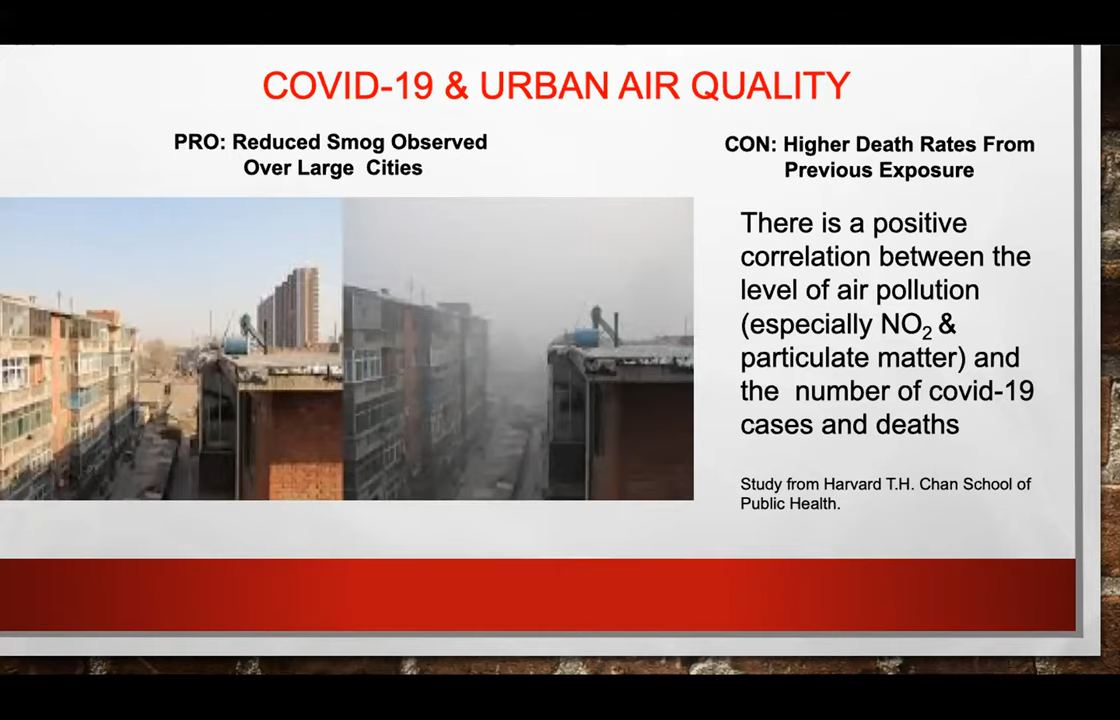 COVID-19 & URBAN AIR QUALITY
PRO: Reduced Smog Observed
Over Large Cities
CON: Higher Death Rates From
Previous Exposure
There is a positive
correlation between the
level of air pollution
(especially NO₂ &
particulate matter) and
the number of covid-19
cases and deaths
Study from Harvard T.H. Chan School of
Public Health.